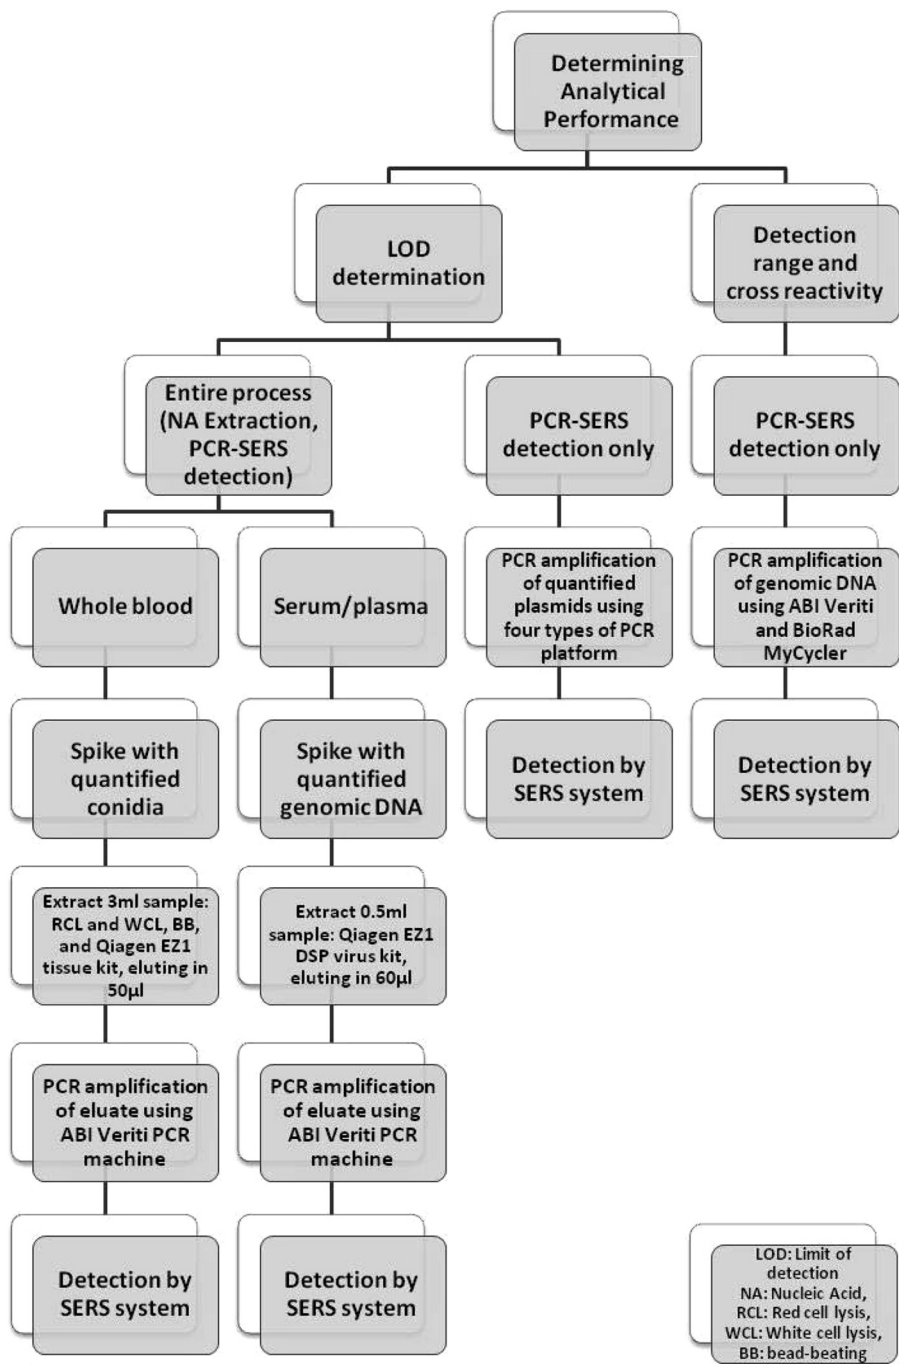 Determining
Analytical
Performance
LOD
determination
Detection
range and
cross reactivity
Entire process
(NA Extraction,
PCR-SERS
detection)
PCR-SERS
detection only
PCR-SERS
detection only
Whole blood
Serum/plasma
PCR amplification
of quantified
plasmids using
four types of PCR
platform
PCR amplification
of genomic DNA
using ABI Veriti
and BioRad
MyCycler
Spike with
quantified
conidia
Spike with
quantified
genomic DNA
Detection by
SERS system
Detection by
SERS system
Extract 3ml sample:
RCL and WCL, BB,
and Qiagen EZ1
tissue kit, eluting in
50µl
Extract 0.5ml
sample: Qiagen EZ1
DSP virus kit,
eluting in 60µl
PCR amplification
of eluate using
ABI Veriti PCR
machine
PCR amplification
of eluate using
ABI Veriti PCR
machine
Detection by
SERS system
Detection by
SERS system
LOD: Limit of
detection
NA: Nucleic Acid,
RCL: Red cell lysis,
WCL: White cell lysis,
BB: bead-beating